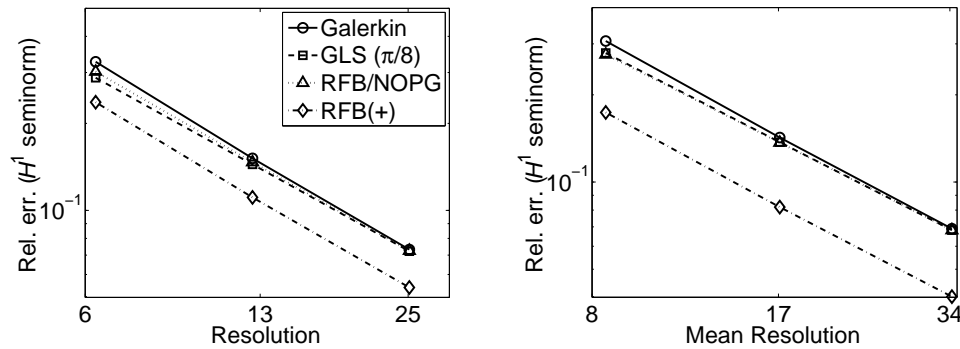 Rel. err. (H¹ seminorm)
10⁻¹
Galerkin
GLS (π/8)
RFB/NOPG
RFB(+)
6 13 25
Resolution
Rel. err. (H¹ seminorm)
10⁻¹
8 17 34
Mean Resolution